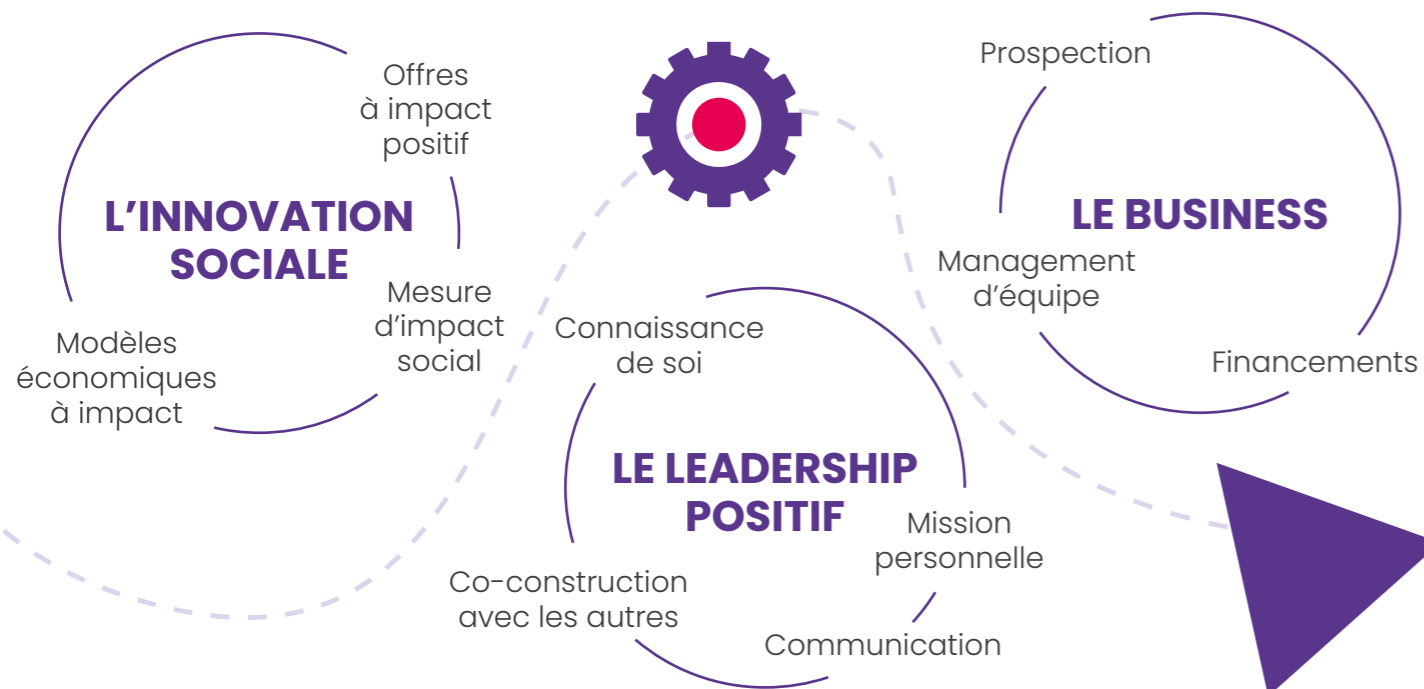 Offres
à impact
positif
L’INNOVATION
SOCIALE
Mesure
d’impact
social
Modèles
économiques
à impact
Connaissance
de soi
LE LEADERSHIP
POSITIF
Mission
personnelle
Co-construction
avec les autres
Communication
Prospection
LE BUSINESS
Management
d’équipe
Financements